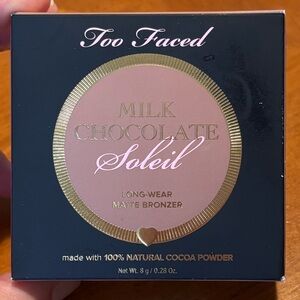 Too Faced
MILK
CHOCOLATE
Soleil
LONG-WEAR
MATTE BRONZER
made with 100% NATURAL COCOA POWDER
Net Wt. 8 g / 0.28 Oz.